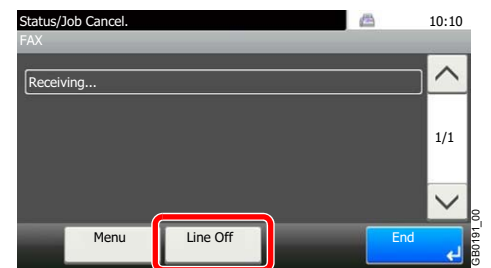 Status/Job Cancel. 10:10
FAX
Receiving...
1/1
Menu Line Off End
GB0191_00